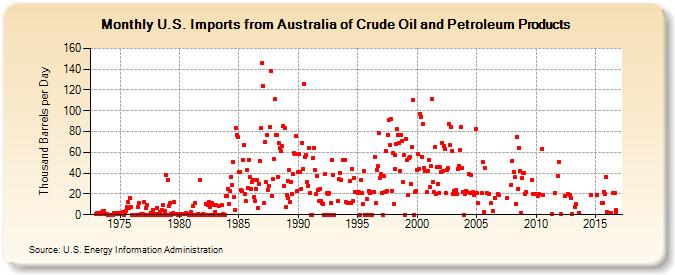 Monthly U.S. Imports from Australia of Crude Oil and Petroleum Products
Thousand Barrels per Day
160
140
120
100
80
60
40
20
0
1975 1980 1985 1990 1995 2000 2005 2010 2015
Source: U.S. Energy Information Administration